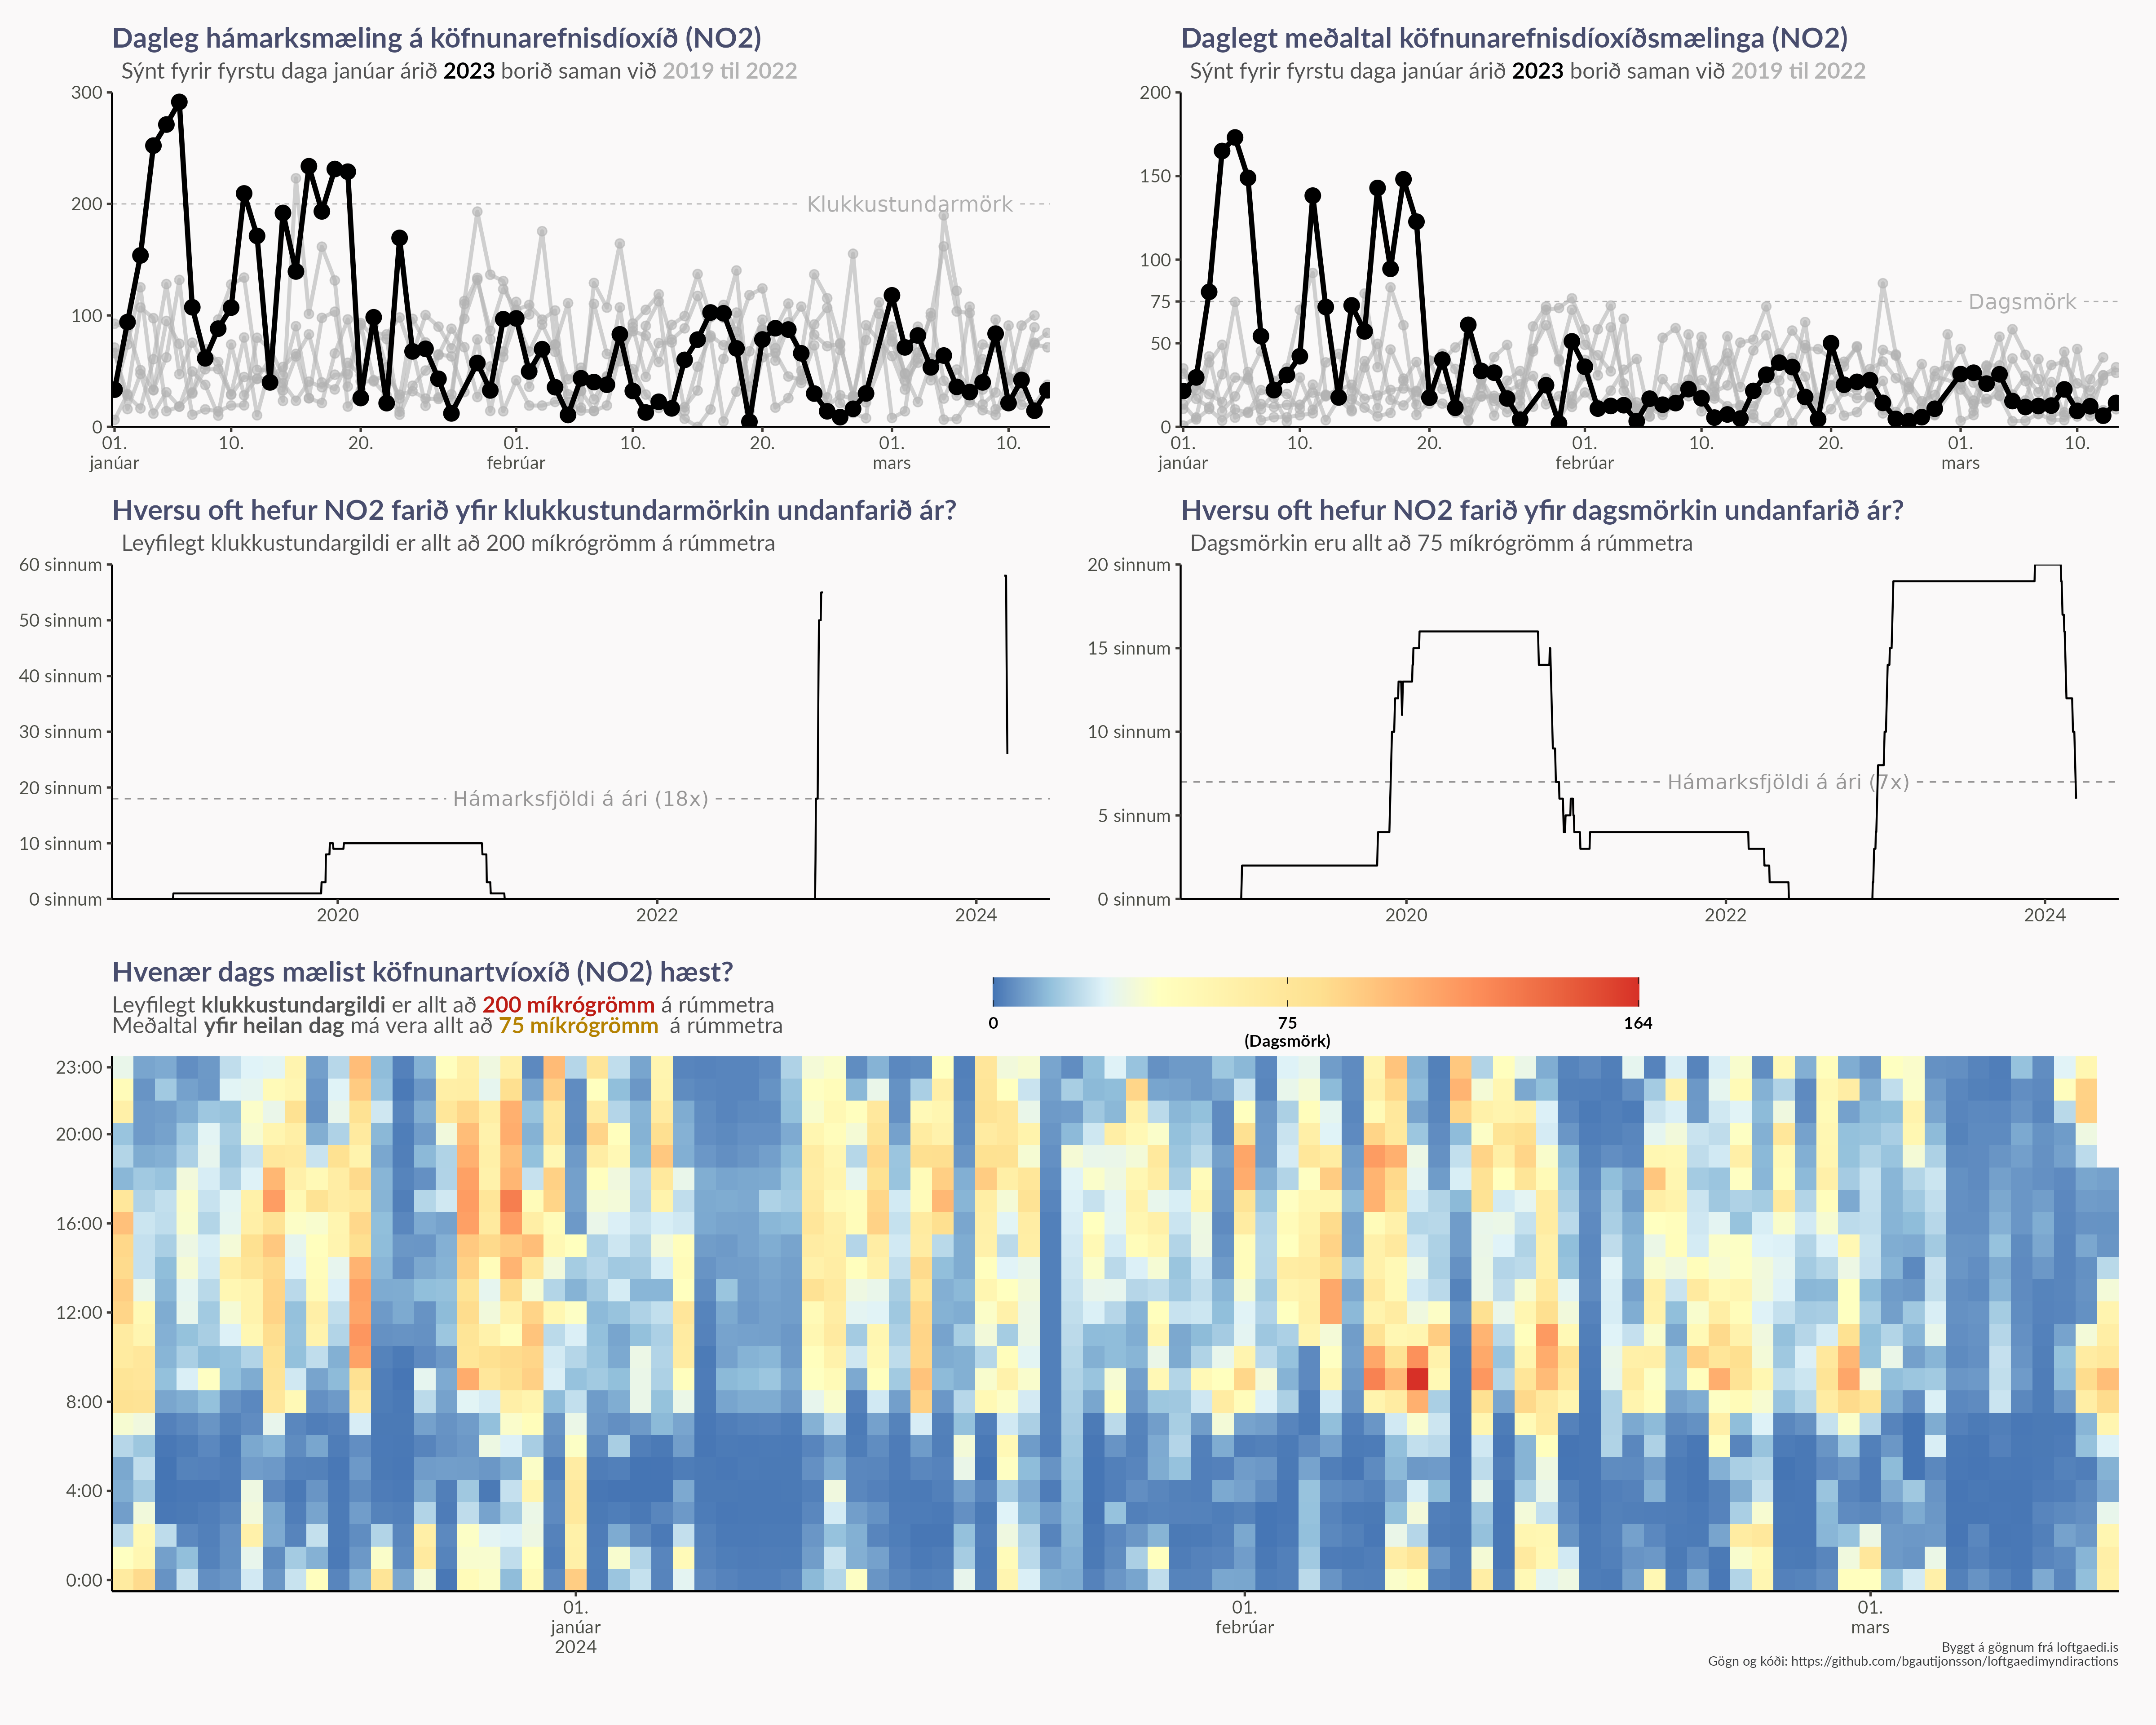 Dagleg hámarksmæling á köfnunarefnisdíoxíð (NO2)
Sýnt fyrir fyrstu daga janúar árið 2023 borið saman við 2019 til 2022
300
200
100
0
Klukkustundarmörk
01. 10. 20. 01. 10. 20. 01. 10.
janúar febrúar mars
Daglegt meðaltal köfnunarefnisdíoxíðsmælinga (NO2)
Sýnt fyrir fyrstu daga janúar árið 2023 borið saman við 2019 til 2022
200
150
100
75
50
0
Dagsmörk
01. 10. 20. 01. 10. 20. 01. 10.
janúar febrúar mars
Hversu oft hefur NO2 farið yfir klukkustundarmörkin undanfarið ár?
Leyfilegt klukkustundargildi er allt að 200 míkrógrömm á rúmmetra
60 sinnum
50 sinnum
40 sinnum
30 sinnum
20 sinnum
10 sinnum
0 sinnum
Hámarksfjöldi á ári (18x)
2020 2022 2024
Hversu oft hefur NO2 farið yfir dagsmörkin undanfarið ár?
Dagsmörkin eru allt að 75 míkrógrömm á rúmmetra
20 sinnum
15 sinnum
10 sinnum
5 sinnum
0 sinnum
Hámarksfjöldi á ári (7x)
2020 2022 2024
Hvenær dags mælist köfnunartvíoxíð (NO2) hæst?
Leyfilegt klukkustundargildi er allt að 200 míkrógrömm á rúmmetra
Meðaltal yfir heilan dag má vera allt að 75 míkrógrömm á rúmmetra
0 75 164
(Dagsmörk)
23:00
20:00
16:00
12:00
8:00
4:00
0:00
01. 01. 01.
janúar febrúar mars
2024
Byggt á gögnum frá loftgaedi.is
Gögn og kóði: https://github.com/bgautijonsson/loftgaedimyndiractions